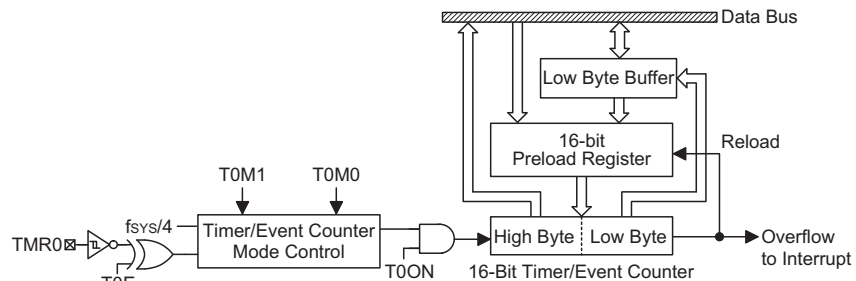 Data Bus
Low Byte Buffer
16-bit
Preload Register
Reload
T0M1
T0M0
fSYS/4
Timer/Event Counter
Mode Control
TMR0
T0ON
High Byte
Low Byte
Overflow
to Interrupt
16-Bit Timer/Event Counter